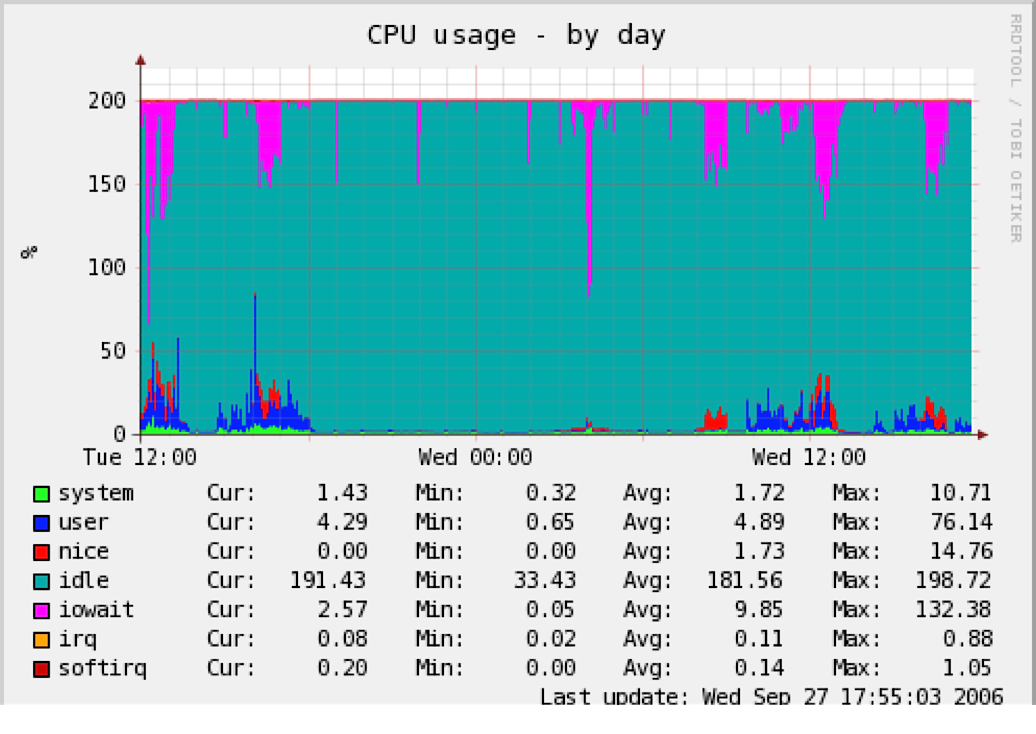 CPU usage - by day
RRDTOOL / TOBI OETIKER
%
200
150
100
50
0
Tue 12:00 Wed 00:00 Wed 12:00
system Cur: 1.43 Min: 0.32 Avg: 1.72 Max: 10.71
user Cur: 4.29 Min: 0.65 Avg: 4.89 Max: 76.14
nice Cur: 0.00 Min: 0.00 Avg: 1.73 Max: 14.76
idle Cur: 191.43 Min: 33.43 Avg: 181.56 Max: 198.72
iowait Cur: 2.57 Min: 0.05 Avg: 9.85 Max: 132.38
irq Cur: 0.08 Min: 0.02 Avg: 0.11 Max: 0.88
softirq Cur: 0.20 Min: 0.00 Avg: 0.14 Max: 1.05
Last update: Wed Sep 27 17:55:03 2006